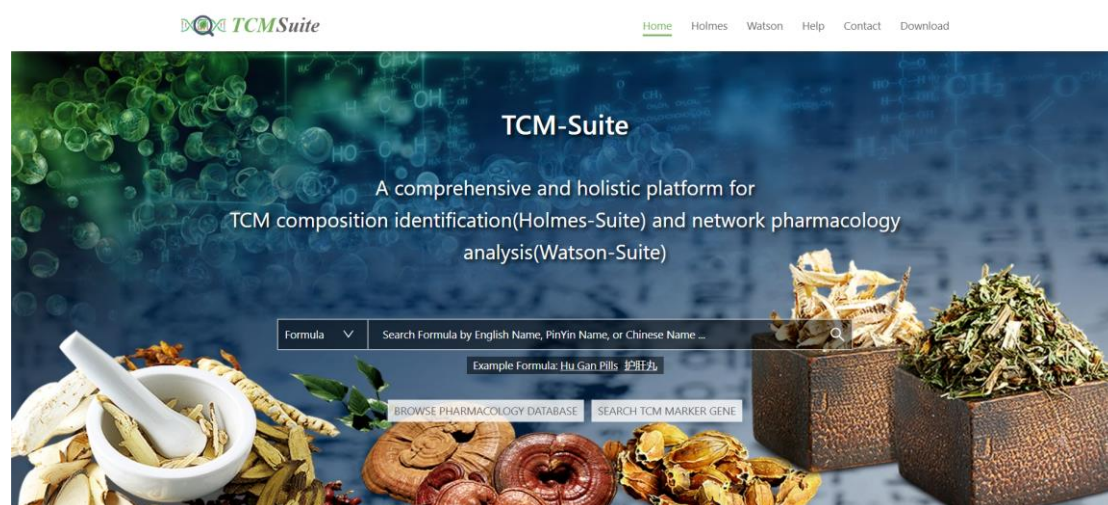 TCMSuite
Home Holmes Watson Help Contact Download
TCM-Suite
A comprehensive and holistic platform for
TCM composition identification(Holmes-Suite) and network pharmacology
analysis(Watson-Suite)
Formula Search Formula by English Name, PinYin Name, or Chinese Name ...
Example Formula: Hu Gan Pills 护肝丸
BROWSE PHARMACOLOGY DATABASE SEARCH TCM MARKER GENE